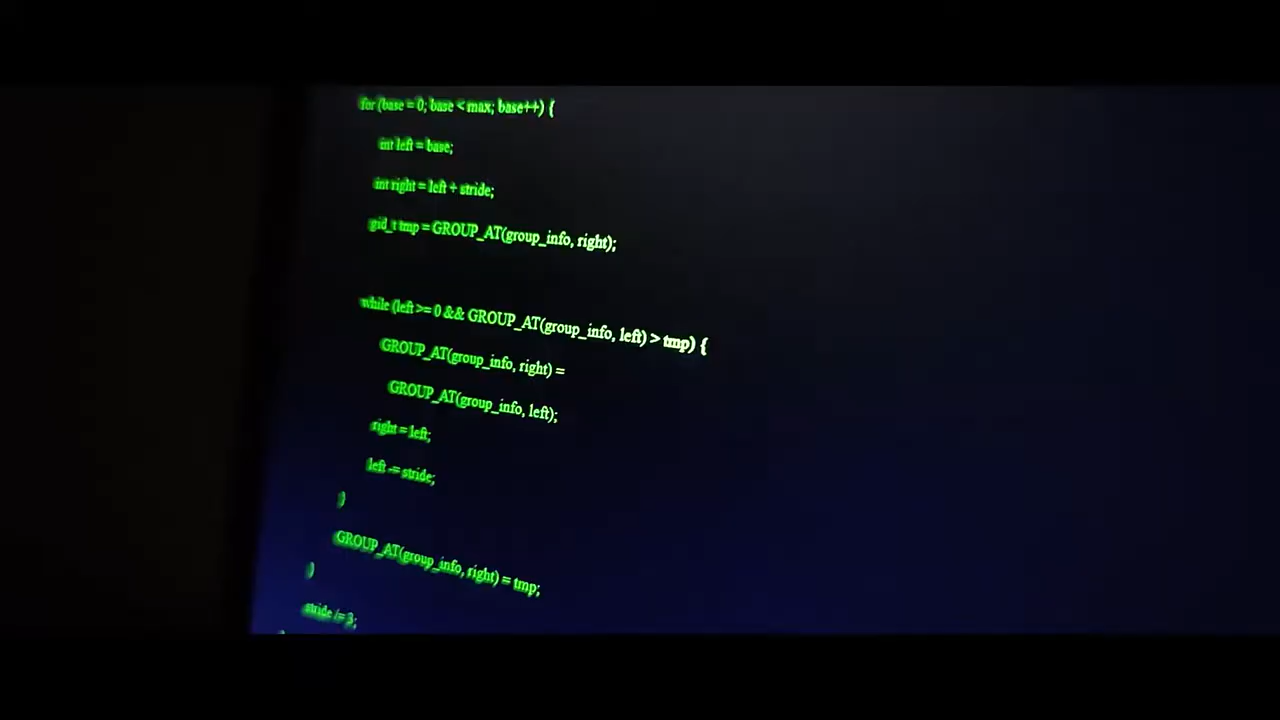 for (base = 0; base < max; base++) {
int left = base;
int right = left + stride;
gid_t tmp = GROUP_AT(group_info, right);
while (left >= 0 && GROUP_AT(group_info, left) > tmp) {
GROUP_AT(group_info, right) =
GROUP_AT(group_info, left);
right = left;
left -= stride;
}
GROUP_AT(group_info, right) = tmp;
}
stride /= 3;